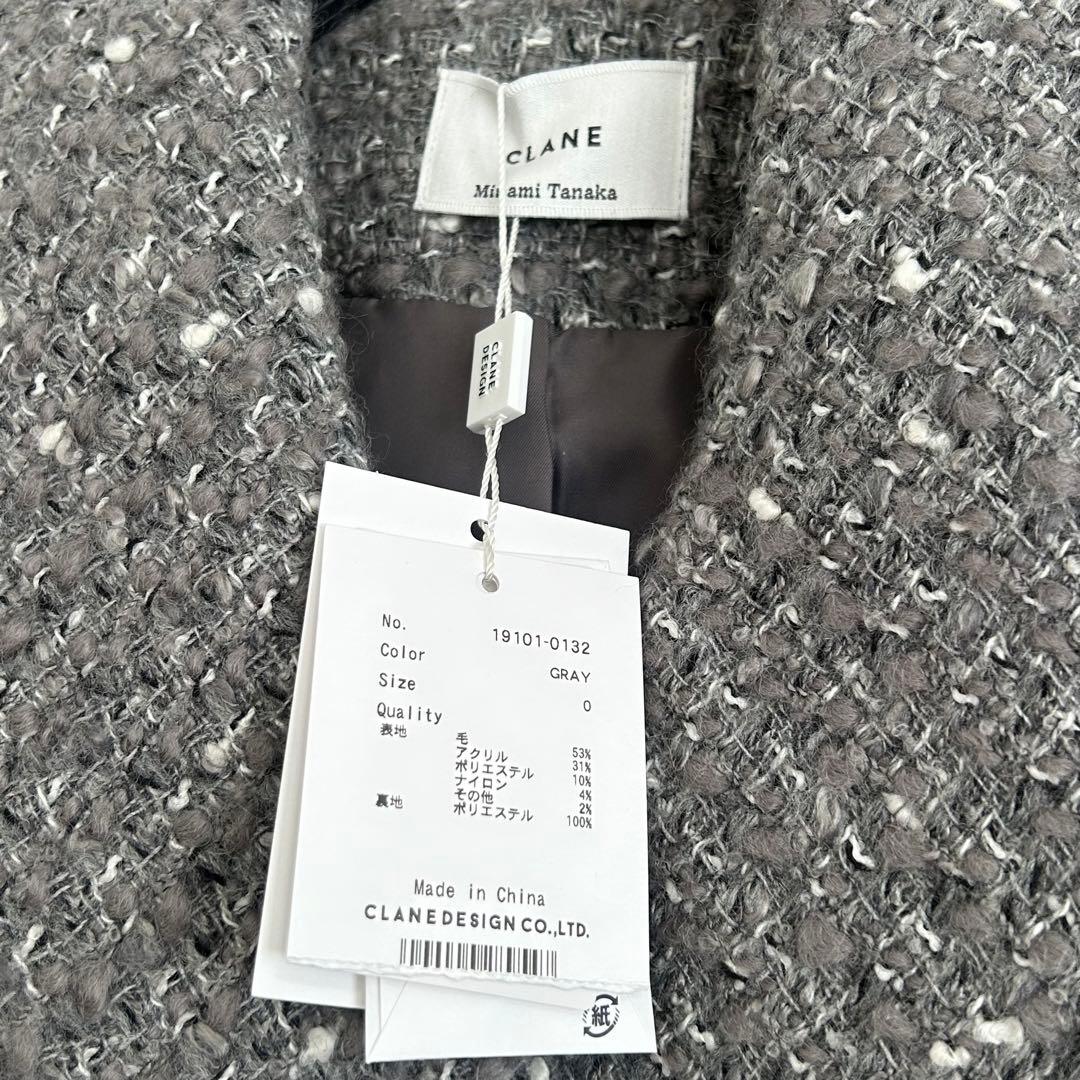 CLANE
Minami Tanaka
CLANE
DESIGN
No. 19101-0132
Color GRAY
Size 0
Quality
表地 毛 53%
アクリル 31%
ポリエステル 10%
ナイロン 4%
その他 2%
裏地 ポリエステル 100%
Made in China
CLANE DESIGN CO.,LTD.
紙